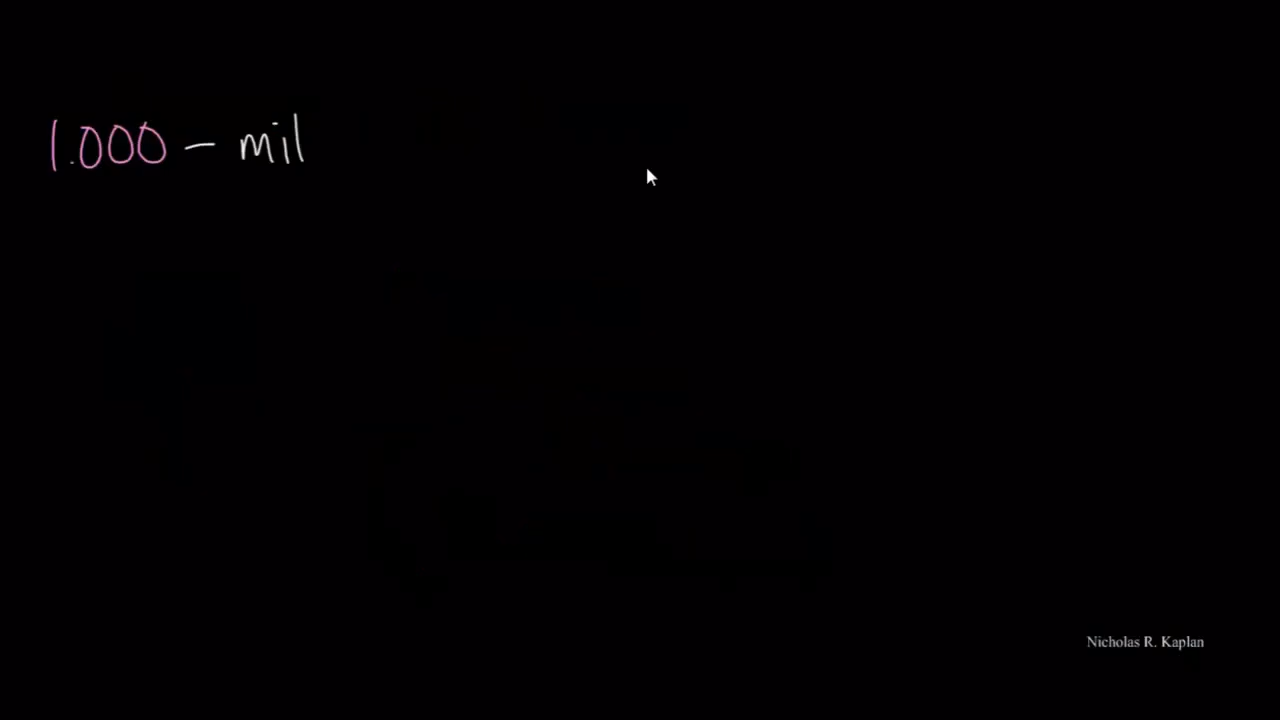 1.000 – mil
Nicholas R. Kaplan